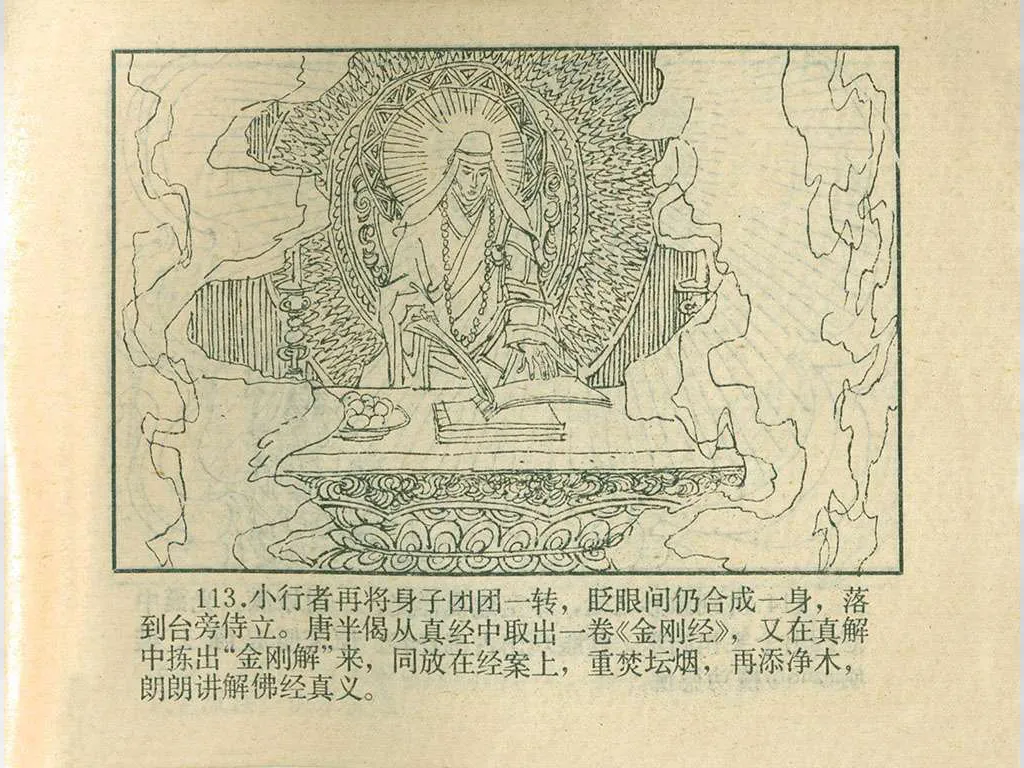 113.小行者再将身子团团一转，眨眼间仍合成一身，落
到台旁侍立。唐半偈从真经中取出一卷《金刚经》，又在真解
中拣出“金刚解”来，同放在经案上，重焚坛烟，再添净木，
朗朗讲解佛经真义。